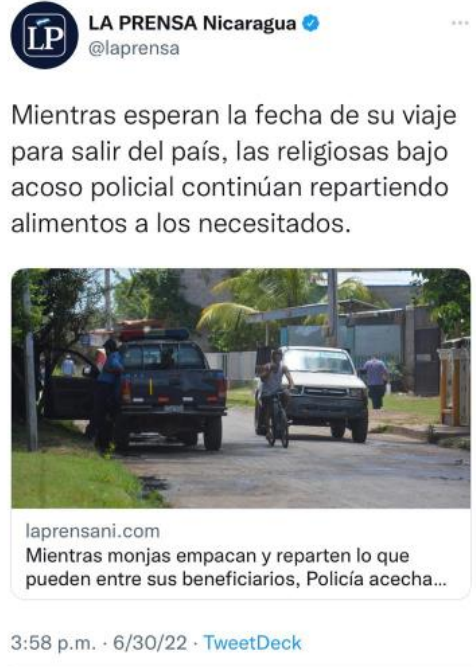 LP
LA PRENSA Nicaragua
@laprensa
Mientras esperan la fecha de su viaje
para salir del país, las religiosas bajo
acoso policial continúan repartiendo
alimentos a los necesitados.
laprensani.com
Mientras monjas empacan y reparten lo que
pueden entre sus beneficiarios, Policía acecha...
3:58 p.m. · 6/30/22 · TweetDeck